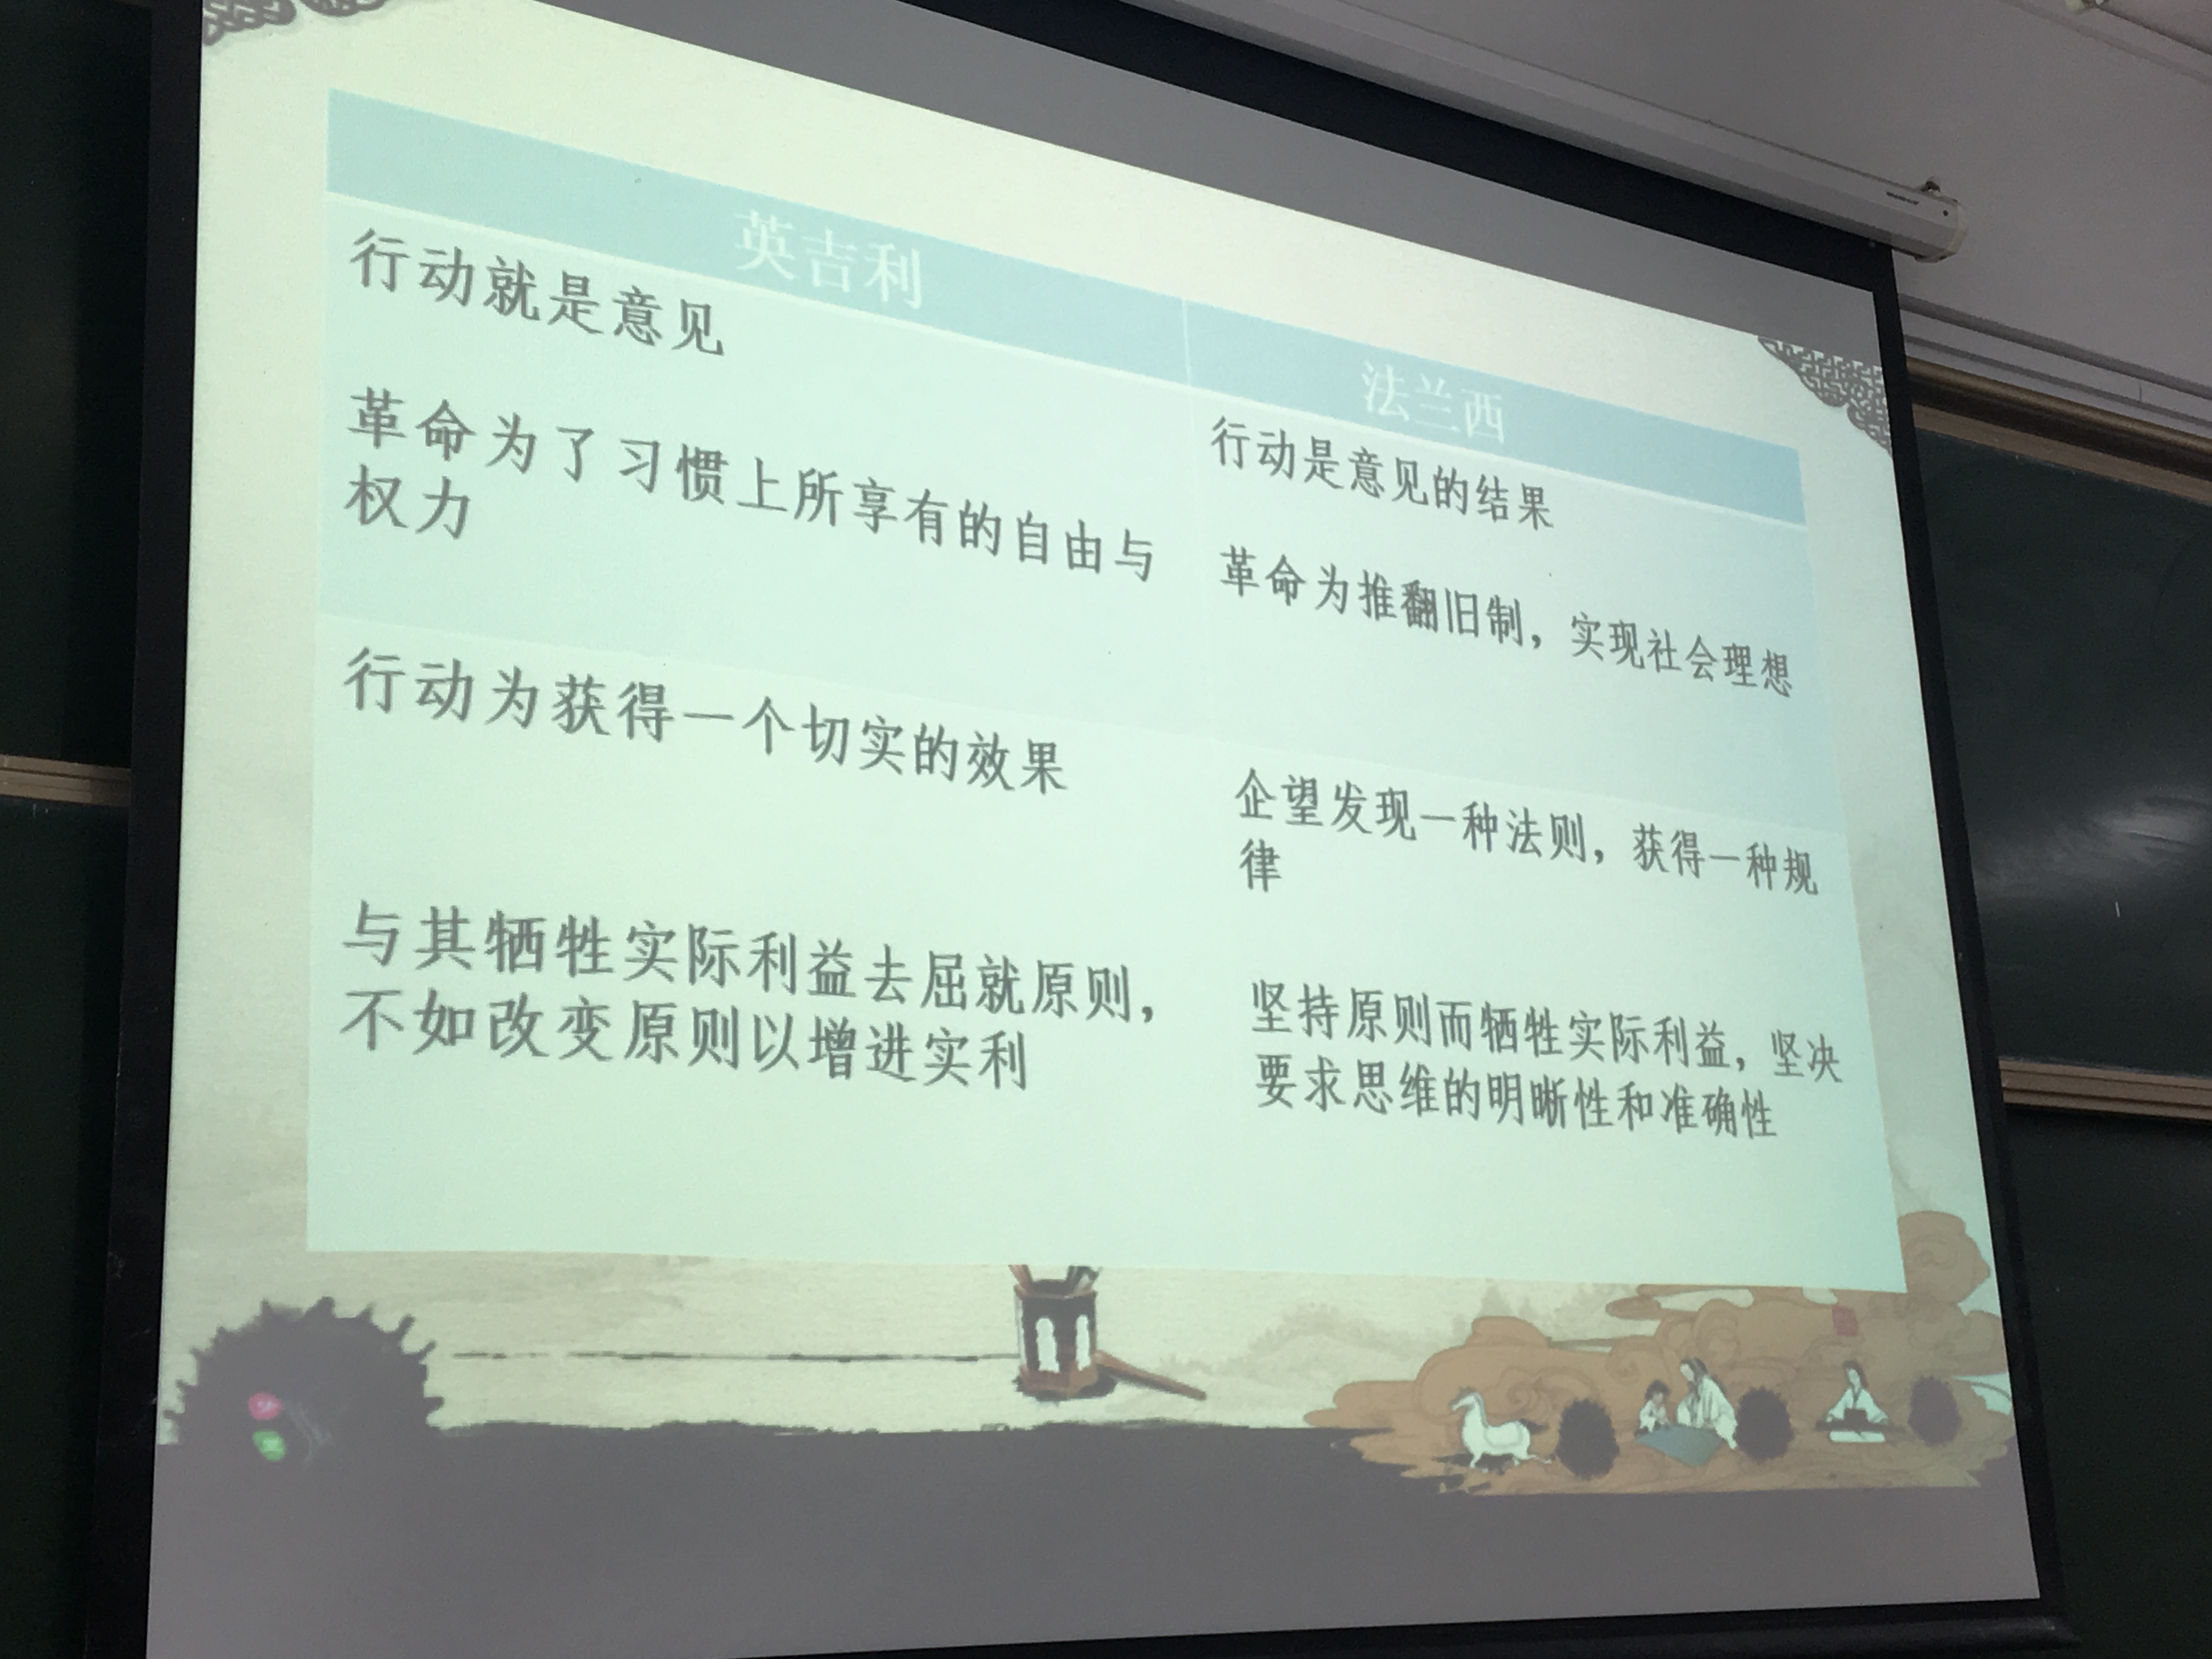 英吉利
法兰西
行动就是意见
革命为了习惯上所享有的自由与
权力
行动是意见的结果
革命为推翻旧制，实现社会理想
行动为获得一个切实的效果
与其牺牲实际利益去屈就原则，
不如改变原则以增进实利
企望发现一种法则，获得一种规
律
坚持原则而牺牲实际利益，坚决
要求思维的明晰性和准确性